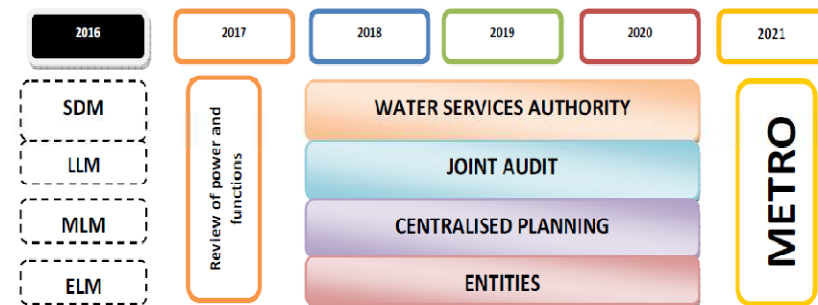 2016
2017
2018
2019
2020
2021
SDM
LLM
MLM
ELM
Review of power and
functions
WATER SERVICES AUTHORITY
JOINT AUDIT
CENTRALISED PLANNING
ENTITIES
METRO